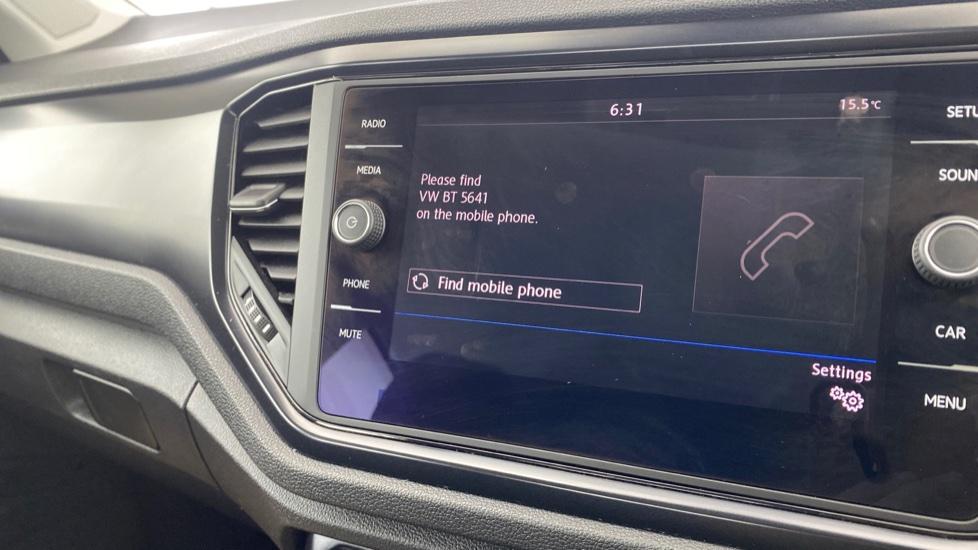 6:31
15.5°C
RADIO
MEDIA
PHONE
MUTE
Please find
VW BT 5641
on the mobile phone.
Find mobile phone
Settings
SETU
SOUN
CAR
MENU